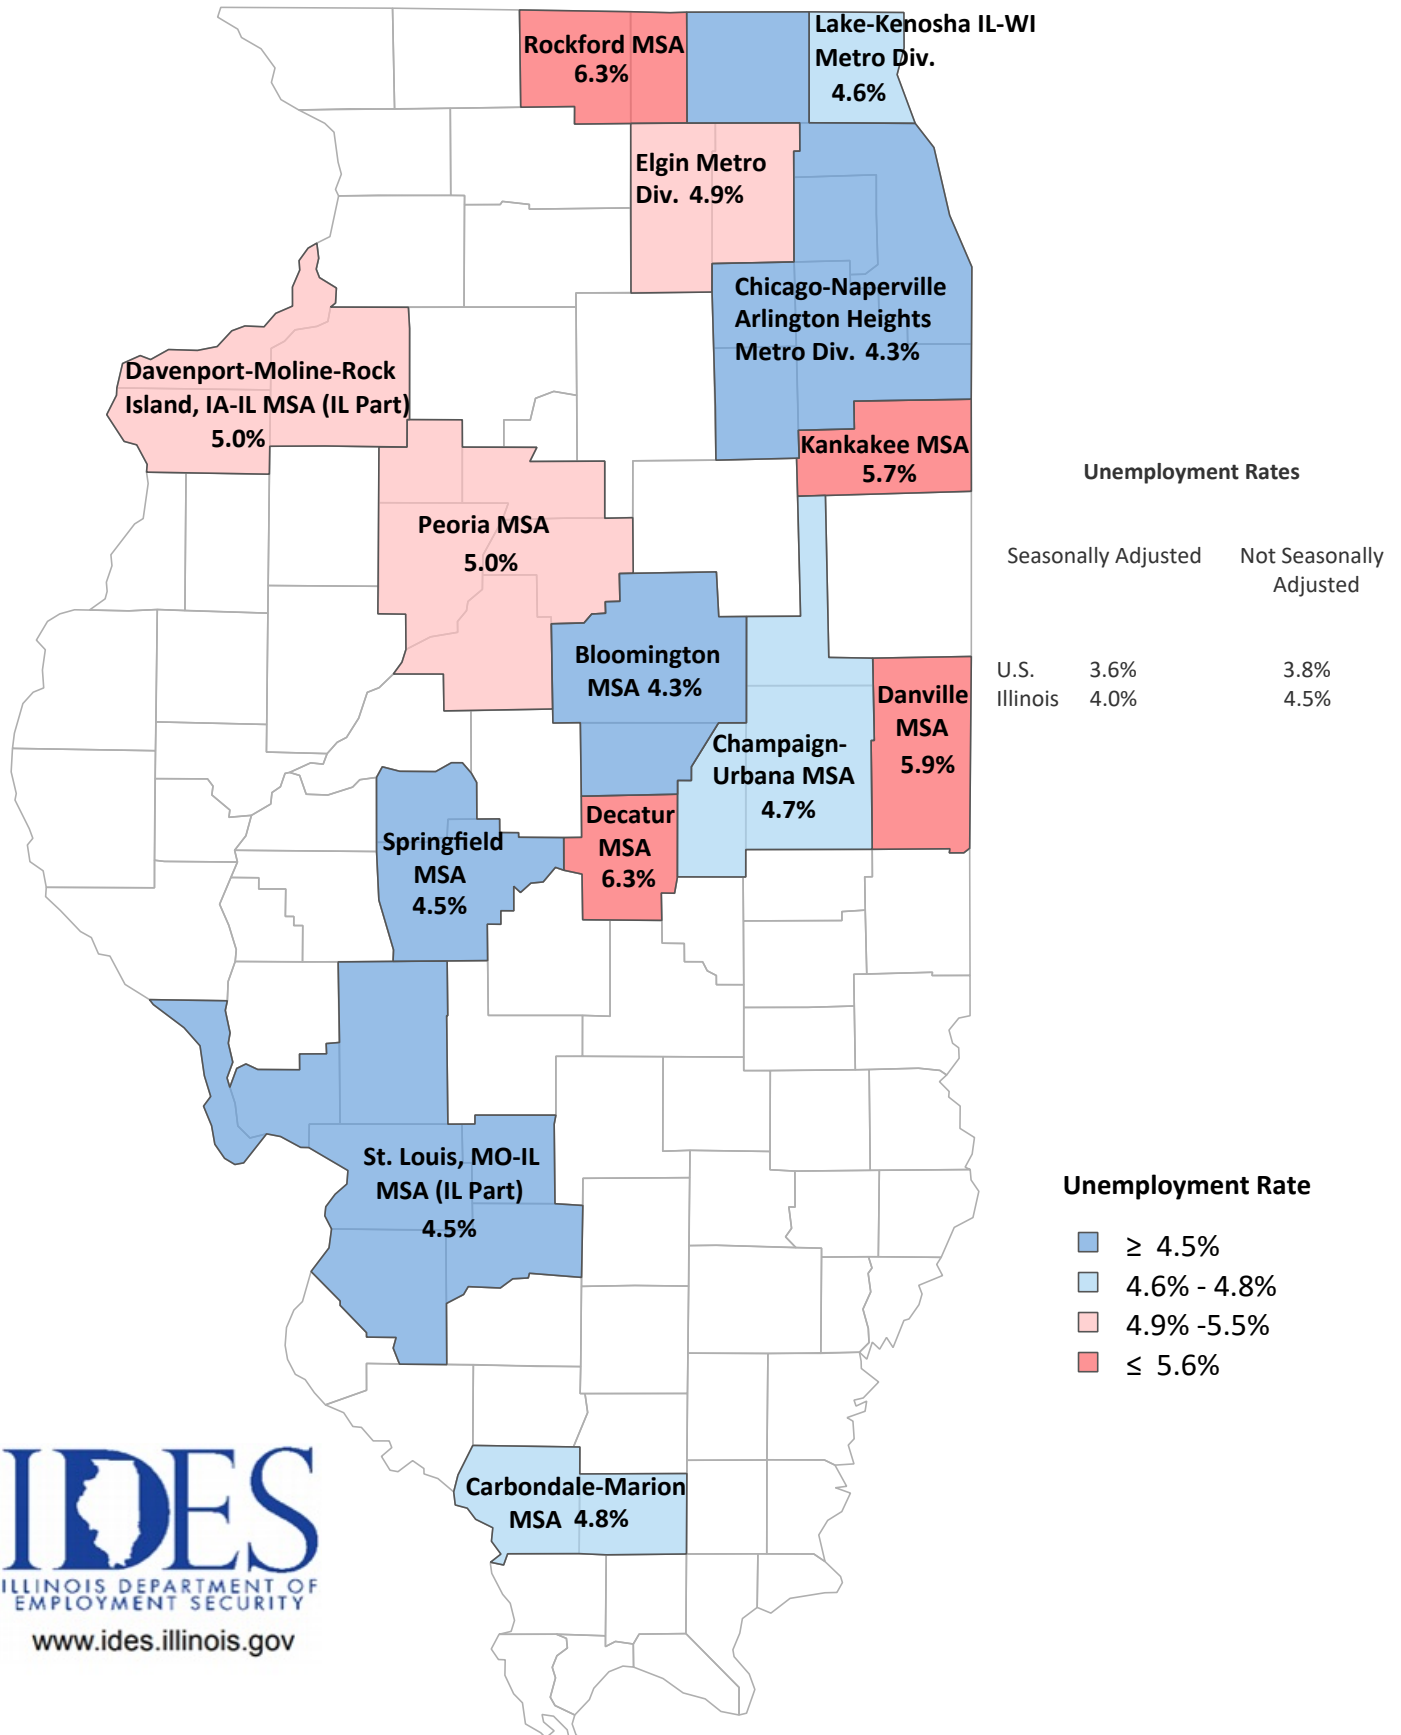 Rockford MSA
6.3%
Lake-Kenosha IL-WI
Metro Div.
4.6%
Elgin Metro
Div. 4.9%
Chicago-Naperville
Arlington Heights
Metro Div. 4.3%
Davenport-Moline-Rock
Island, IA-IL MSA (IL Part)
5.0%
Kankakee MSA
5.7%
Peoria MSA
5.0%
Bloomington
MSA 4.3%
Danville
MSA
5.9%
Champaign-
Urbana MSA
4.7%
Decatur
MSA
6.3%
Springfield
MSA
4.5%
St. Louis, MO-IL
MSA (IL Part)
4.5%
Carbondale-Marion
MSA 4.8%
Unemployment Rates
Seasonally Adjusted Not Seasonally
Adjusted
U.S. 3.6% 3.8%
Illinois 4.0% 4.5%
Unemployment Rate
≥ 4.5%
4.6% - 4.8%
4.9% -5.5%
≤ 5.6%
IDES
ILLINOIS DEPARTMENT OF
EMPLOYMENT SECURITY
www.ides.illinois.gov